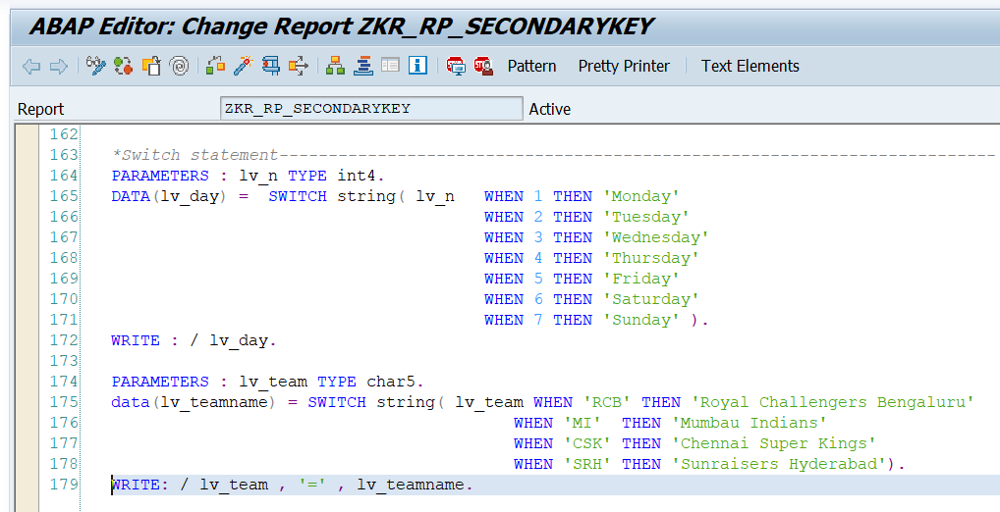 ABAP Editor: Change Report ZKR_RP_SECONDARYKEY
Pattern Pretty Printer Text Elements
Report ZKR_RP_SECONDARYKEY Active
162
163 *Switch statement-------------------------------------------------------------------------
164 PARAMETERS : lv_n TYPE int4.
165 DATA(lv_day) =  SWITCH string( lv_n   WHEN 1 THEN 'Monday'
166 WHEN 2 THEN 'Tuesday'
167 WHEN 3 THEN 'Wednesday'
168 WHEN 4 THEN 'Thursday'
169 WHEN 5 THEN 'Friday'
170 WHEN 6 THEN 'Saturday'
171 WHEN 7 THEN 'Sunday' ).
172 WRITE : / lv_day.
173
174 PARAMETERS : lv_team TYPE char5.
175 data(lv_teamname) = SWITCH string( lv_team WHEN 'RCB' THEN 'Royal Challengers Bengaluru'
176 WHEN 'MI'  THEN 'Mumbau Indians'
177 WHEN 'CSK' THEN 'Chennai Super Kings'
178 WHEN 'SRH' THEN 'Sunraisers Hyderabad').
179 WRITE: / lv_team , '=' , lv_teamname.